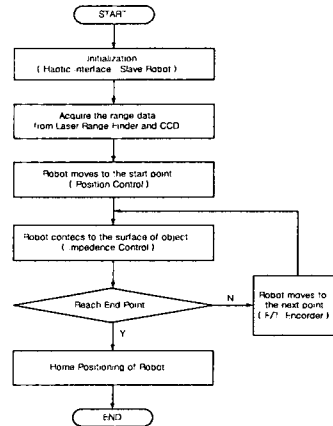 START
Initialization
( Haptic Interface Slave Robot )
Acquire the range data
from Laser Range Finder and CCD
Robot moves to the start point
( Position Control )
Robot contecs to the surface of object
( Impedence Control )
Reach End Point
N
Robot moves to
the next point
( F/T Encorder )
Y
Home Positioning of Robot
END